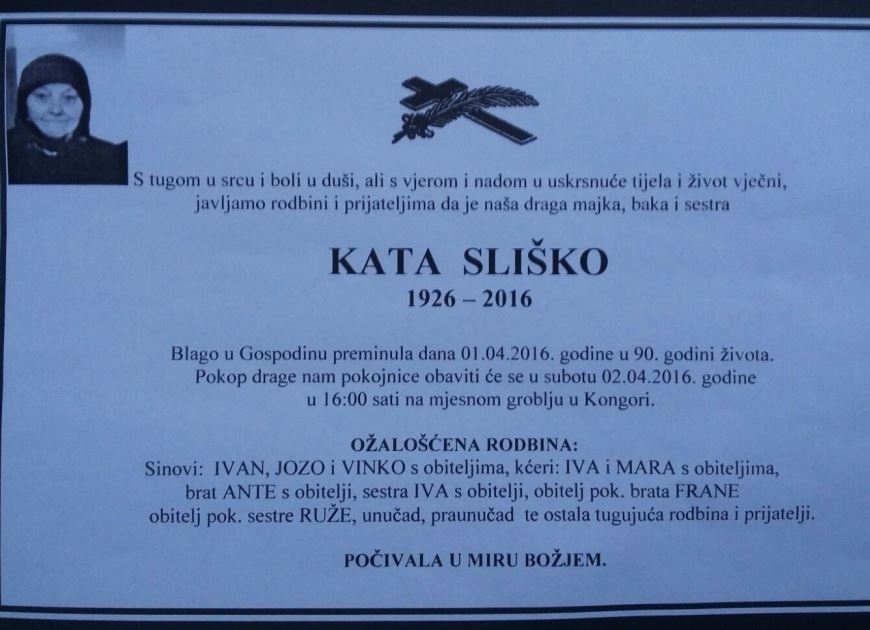 S tugom u srcu i boli u duši, ali s vjerom i nadom u uskrsnuće tijela i život vječni,
javljamo rodbini i prijateljima da je naša draga majka, baka i sestra
KATA SLIŠKO
1926 – 2016
Blago u Gospodinu preminula dana 01.04.2016. godine u 90. godini života.
Pokop drage nam pokojnice obaviti će se u subotu 02.04.2016. godine
u 16:00 sati na mjesnom groblju u Kongori.
OŽALOŠĆENA RODBINA:
Sinovi: IVAN, JOZO i VINKO s obiteljima, kćeri: IVA i MARA s obiteljima,
brat ANTE s obitelji, sestra IVA s obitelji, obitelj pok. brata FRANE
obitelj pok. sestre RUŽE, unučad, praunučad te ostala tugujuća rodbina i prijatelji.
POČIVALA U MIRU BOŽJEM.